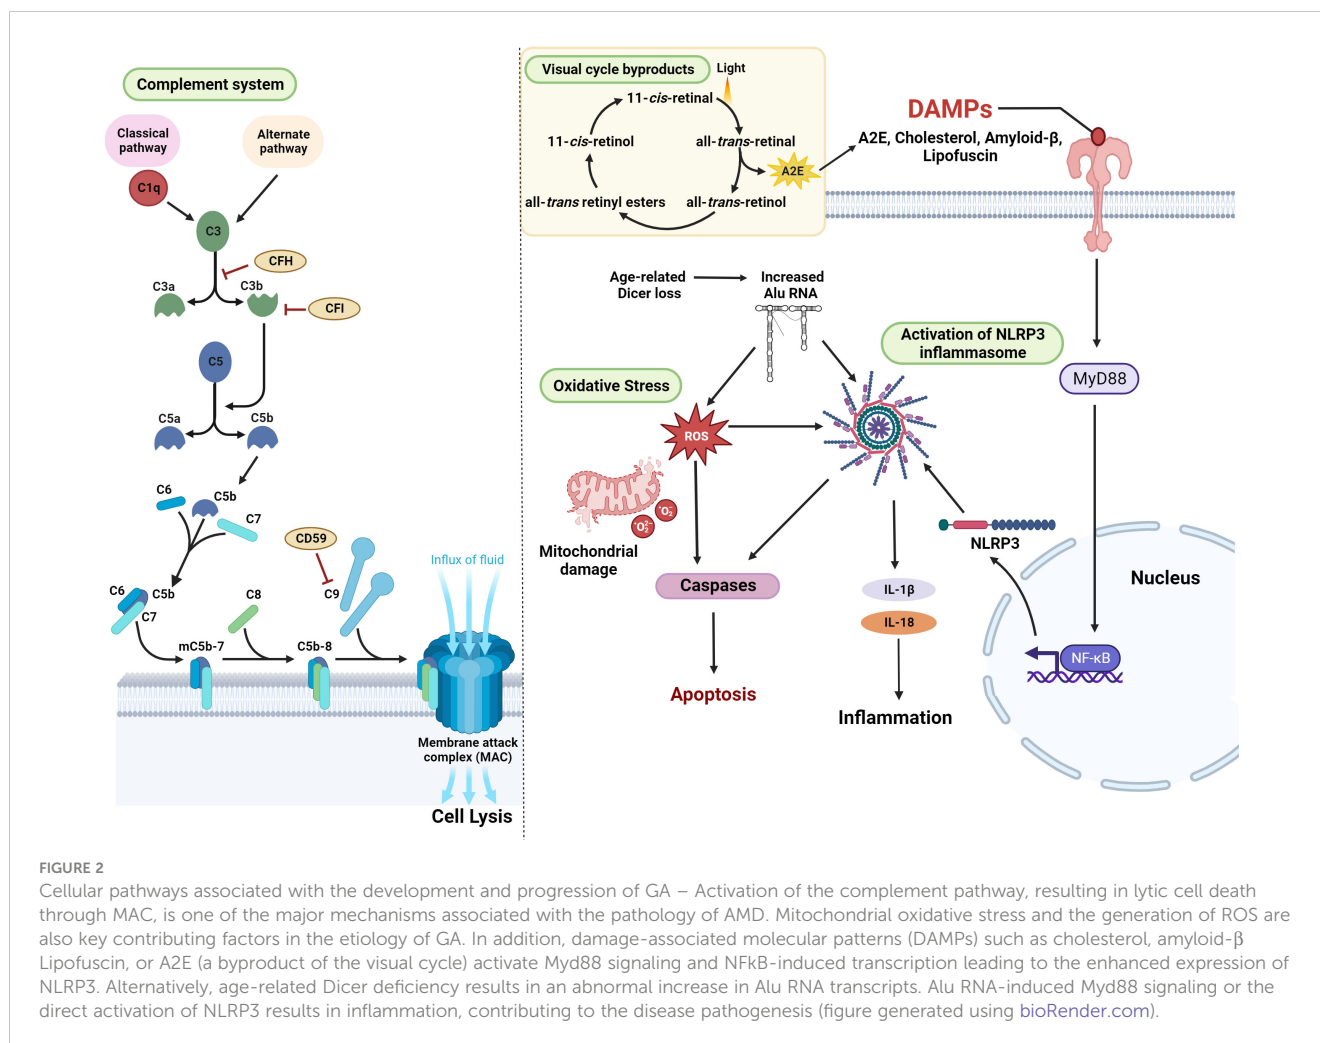 Complement system
Classical
pathway
Alternate
pathway
C1q
C3
CFH
C3a
C3b
CFI
C5
C5a
C5b
C6
C5b
C7
CD59
C9
C6
C5b
C7
C8
mC5b-7
C5b-8
Influx of fluid
Membrane attack
complex (MAC)
Cell Lysis
Visual cycle byproducts
Light
11-cis-retinal
11-cis-retinol
all-trans-retinal
A2E
all-trans retinyl esters
all-trans-retinol
DAMPs
A2E, Cholesterol, Amyloid-β,
Lipofuscin
Age-related
Dicer loss
Increased
Alu RNA
Activation of NLRP3
inflammasome
MyD88
Oxidative Stress
ROS
•O₂⁻
•O₂²⁻
Mitochondrial
damage
NLRP3
Nucleus
Caspases
IL-1β
IL-18
NF-κB
Apoptosis
Inflammation
FIGURE 2
Cellular pathways associated with the development and progression of GA – Activation of the complement pathway, resulting in lytic cell death
through MAC, is one of the major mechanisms associated with the pathology of AMD. Mitochondrial oxidative stress and the generation of ROS are
also key contributing factors in the etiology of GA. In addition, damage-associated molecular patterns (DAMPs) such as cholesterol, amyloid-β
Lipofuscin, or A2E (a byproduct of the visual cycle) activate Myd88 signaling and NFkB-induced transcription leading to the enhanced expression of
NLRP3. Alternatively, age-related Dicer deficiency results in an abnormal increase in Alu RNA transcripts. Alu RNA-induced Myd88 signaling or the
direct activation of NLRP3 results in inflammation, contributing to the disease pathogenesis (figure generated using bioRender.com).